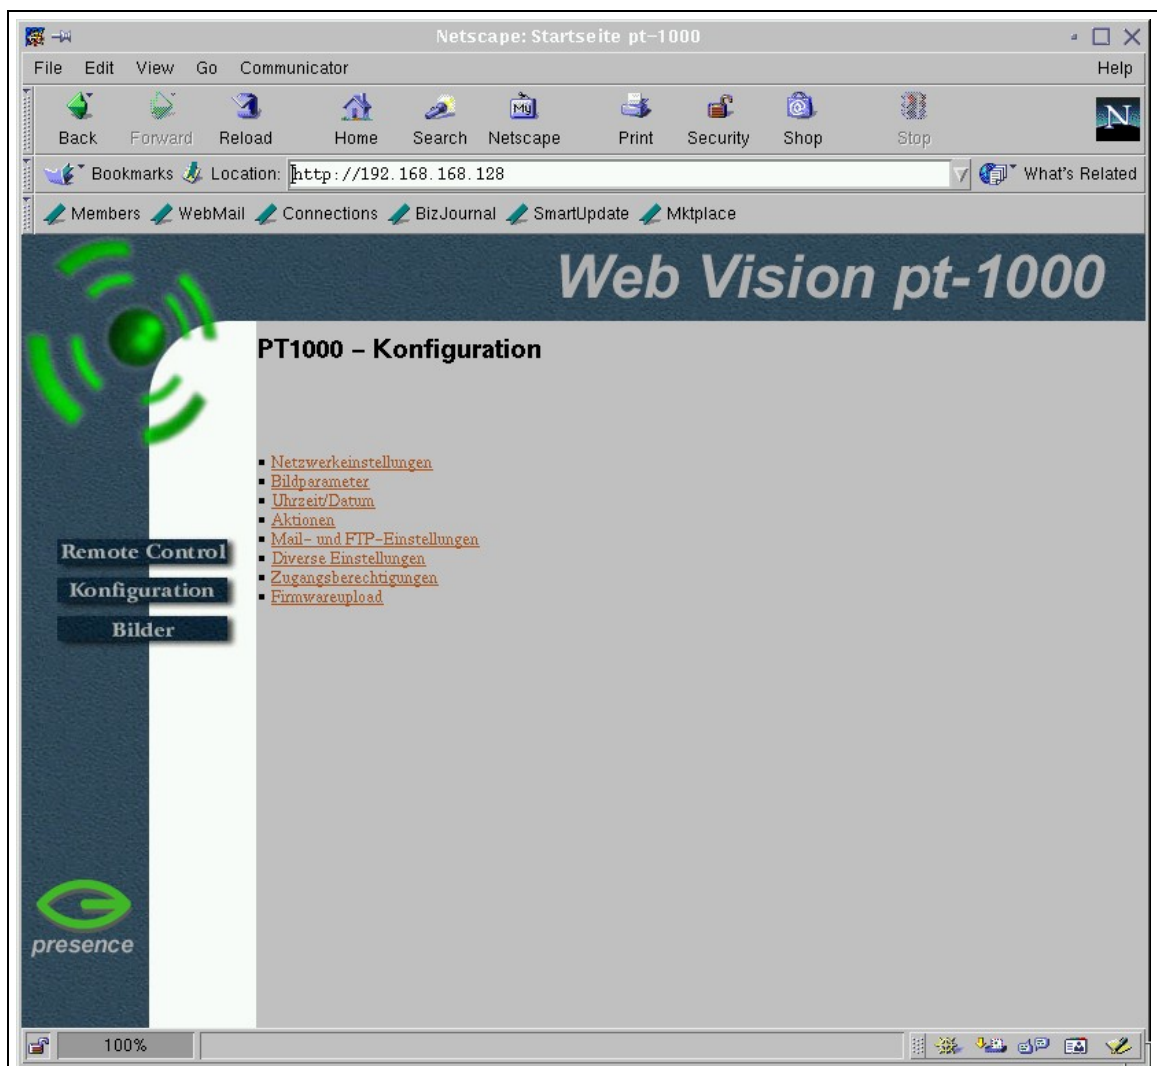 Netscape: Startseite pt-1000
File Edit View Go Communicator Help
Back Forward Reload Home Search Netscape Print Security Shop Stop
My
N
Bookmarks Location: http://192.168.168.128 What's Related
Members WebMail Connections BizJournal SmartUpdate Mktplace
Web Vision pt-1000
PT1000 – Konfiguration
Netzwerkeinstellungen
Bildparameter
Uhrzeit/Datum
Aktionen
Mail- und FTP-Einstellungen
Diverse Einstellungen
Zugangsberechtigungen
Firmwareupload
Remote Control
Konfiguration
Bilder
presence
100%